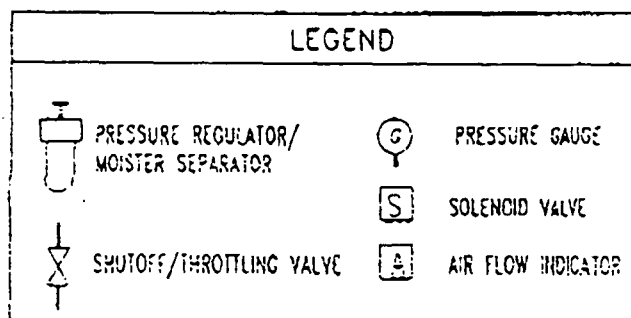 LEGEND
PRESSURE REGULATOR/
MOISTER SEPARATOR
SHUTOFF/THROTTLING VALVE
G PRESSURE GAUGE
S SOLENOID VALVE
A AIR FLOW INDICATOR